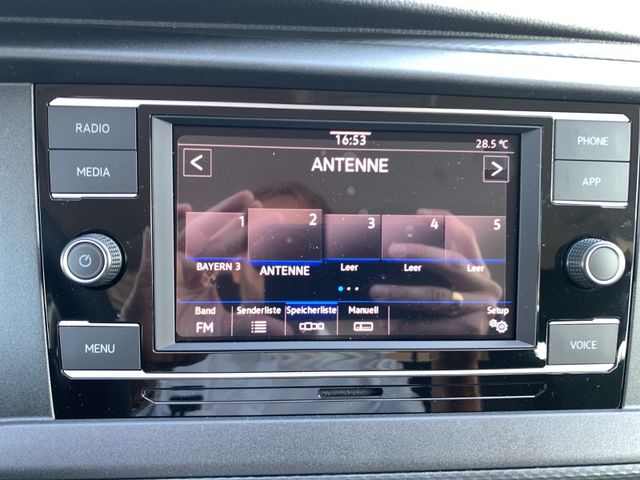 RADIO
MEDIA
MENU
16:53
28.5 °C
<
ANTENNE
>
1 2 3 4 5
BAYERN 3 ANTENNE Leer Leer Leer
Band Senderliste Speicherliste Manuell Setup
FM
PHONE
APP
VOICE